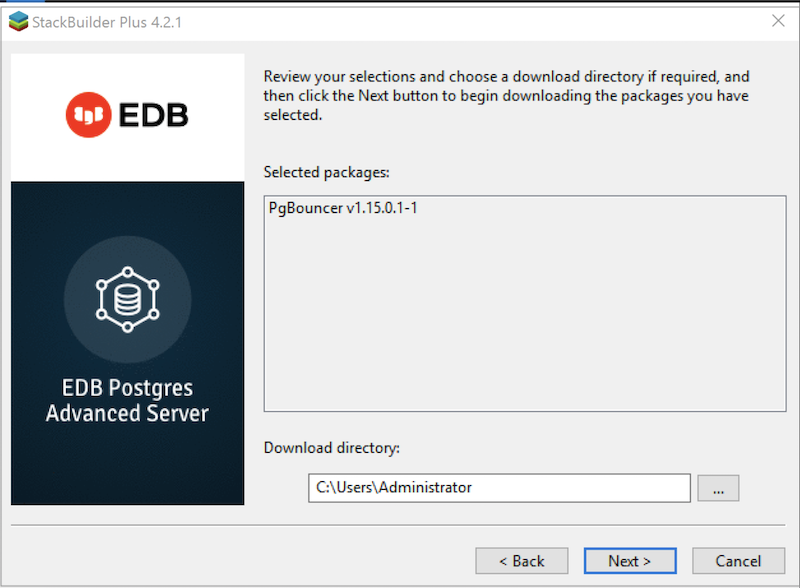 StackBuilder Plus 4.2.1
EDB
Review your selections and choose a download directory if required, and
then click the Next button to begin downloading the packages you have
selected.
Selected packages:
PgBouncer v1.15.0.1-1
EDB Postgres
Advanced Server
Download directory:
C:\Users\Administrator
...
< Back
Next >
Cancel